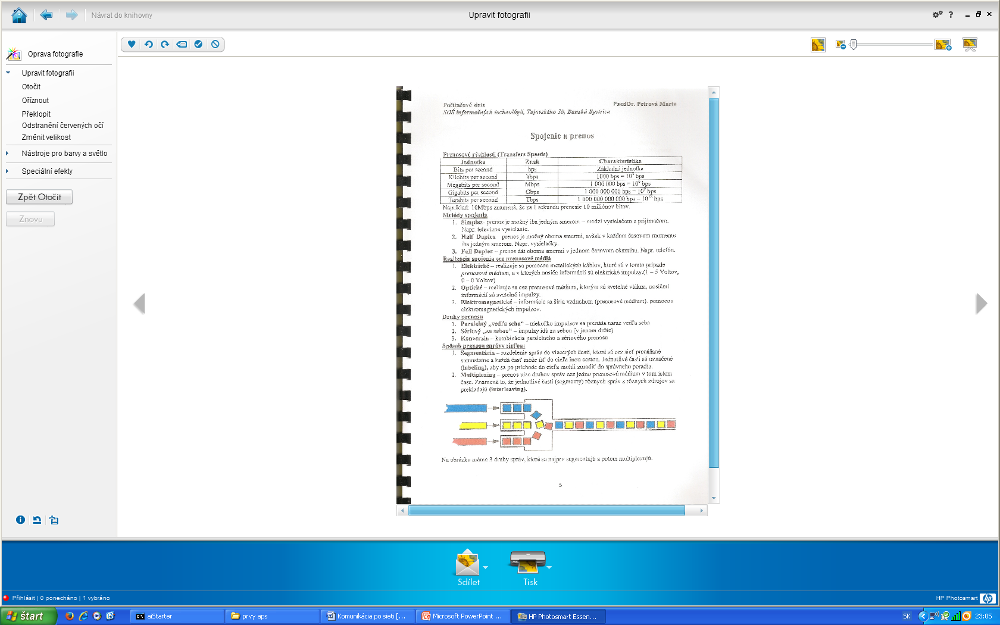 Návrat do knihovny
Upravit fotografii
Oprava fotografie
Upravit fotografii
Otočit
Oříznout
Překlopit
Odstranění červených očí
Změnit velikost
Nástroje pro barvy a světlo
Speciální efekty
Zpět Otočit
Znovu
Počítačové siete PaedDr. Petrová Marta
SOŠ informačných technológií, Tajovského 30, Banská Bystrica
Spojenie a prenos
Prenosové rýchlosti (Transfers Speeds)
Jednotka Znak Charakteristika
Bits per second bps Základná jednotka
Kilobits per second kbps 1000 bps = 10³ bps
Megabits per second Mbps 1 000 000 bps = 10⁶ bps
Gigabits per second Gbps 1 000 000 000 bps = 10⁹ bps
Terabits per second Tbps 1 000 000 000 000 bps = 10¹² bps
Napríklad: 10Mbps znamená, že za 1 sekundu prenesie 10 miliónov bitov.
Metódy spojenia
1. Simplex- prenos je možný iba jedným smerom – medzi vysielačom a prijímačom.
Napr. televízne vysielanie.
2. Half Duplex – prenos je možný oboma smermi, avšak v každom časovom momente
iba jedným smerom. Napr. vysielačky.
3. Full Duplex – prenos dát oboma smermi v jednom časovom okamihu. Napr. telefón.
Realizácia spojenia cez prenosové médiá
1. Elektrické – realizuje sa pomocou metalických káblov, ktoré sú v tomto prípade
prenosové médium, a v ktorých nosiče informácií sú elektrické impulzy.(1 – 5 Voltov,
0 – 0 Voltov)
2. Optické – realizuje sa cez prenosové médium, ktorým sú svetelné vlákna, nosičmi
informácií sú svetelné impulzy.
3. Elektromagnetické – informácie sa šíria vzduchom (prenosové médium), pomocou
elektromagnetických impulzov.
Druhy prenosu
1. Paralelný „vedľa seba“ – niekoľko impulzov sa prenáša naraz vedľa seba
2. Sériový „za sebou“ – impulzy idú za sebou (v jenom drôte)
3. Konverzia – kombinácia paralelného a sériového prenosu
Spôsob prenosu správy sieťou:
1. Segmentácia – rozdelenie správ do viacerých častí, ktoré sú cez sieť prenášané
samostatne a každá časť môže ísť do cieľa inou cestou. Jednotlivé časti sú označené
(labeling), aby sa po príchode do cieľa mohli zoradiť do správneho poradia.
2. Multiplexing – prenos viac druhov správ cez jedno prenosové médium v tom istom
čase. Znamená to, že jednotlivé časti (segmenty) rôznych správ z rôznych zdrojov sa
prekladajú (interleaving).
Na obrázko máme 3 druhy správ, ktoré sa najprv segmentujú a potom multiplexujú.
5
Sdílet
Tisk
Přihlásit | 0 ponecháno | 1 vybráno
HP Photosmart
hp
štart
aiStarter
prvy aps
Komunikácia po sieti [...
Microsoft PowerPoint ...
HP Photosmart Essen...
SK
23:05